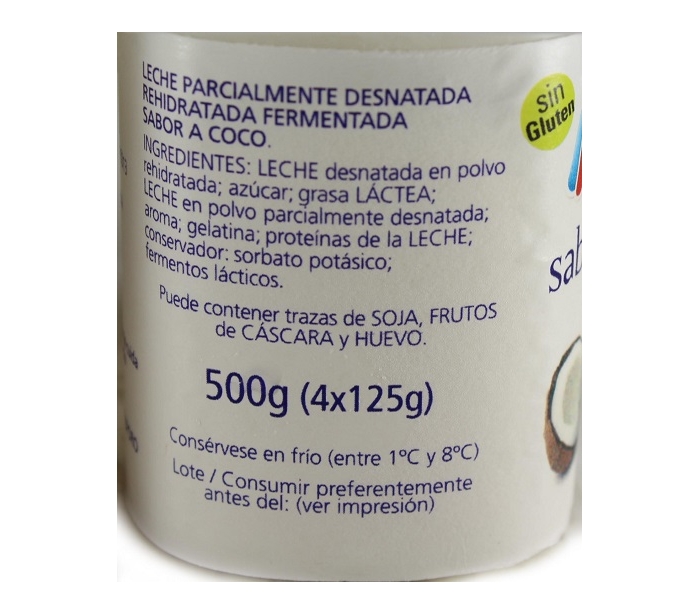 LECHE PARCIALMENTE DESNATADA
REHIDRATADA FERMENTADA
SABOR A COCO.
INGREDIENTES: LECHE desnatada en polvo
rehidratada; azúcar; grasa LÁCTEA;
LECHE en polvo parcialmente desnatada;
aroma; gelatina; proteínas de la LECHE;
conservador: sorbato potásico;
fermentos lácticos.
Puede contener trazas de SOJA, FRUTOS
de CÁSCARA y HUEVO.
500g (4x125g)
Consérvese en frío (entre 1ºC y 8ºC)
Lote / Consumir preferentemente
antes del: (ver impresión)
sin
Gluten